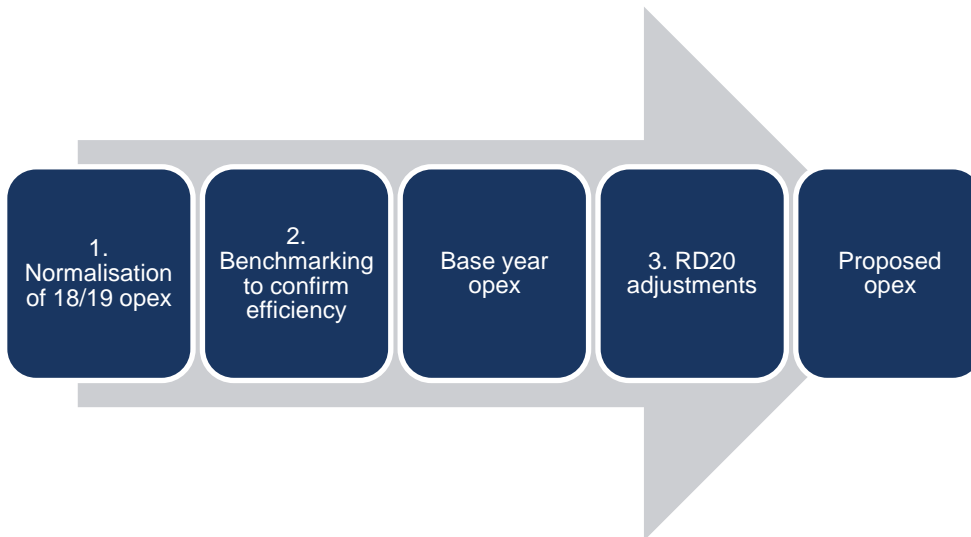 1.
Normalisation
of 18/19 opex
2.
Benchmarking
to confirm
efficiency
Base year
opex
3. RD20
adjustments
Proposed
opex